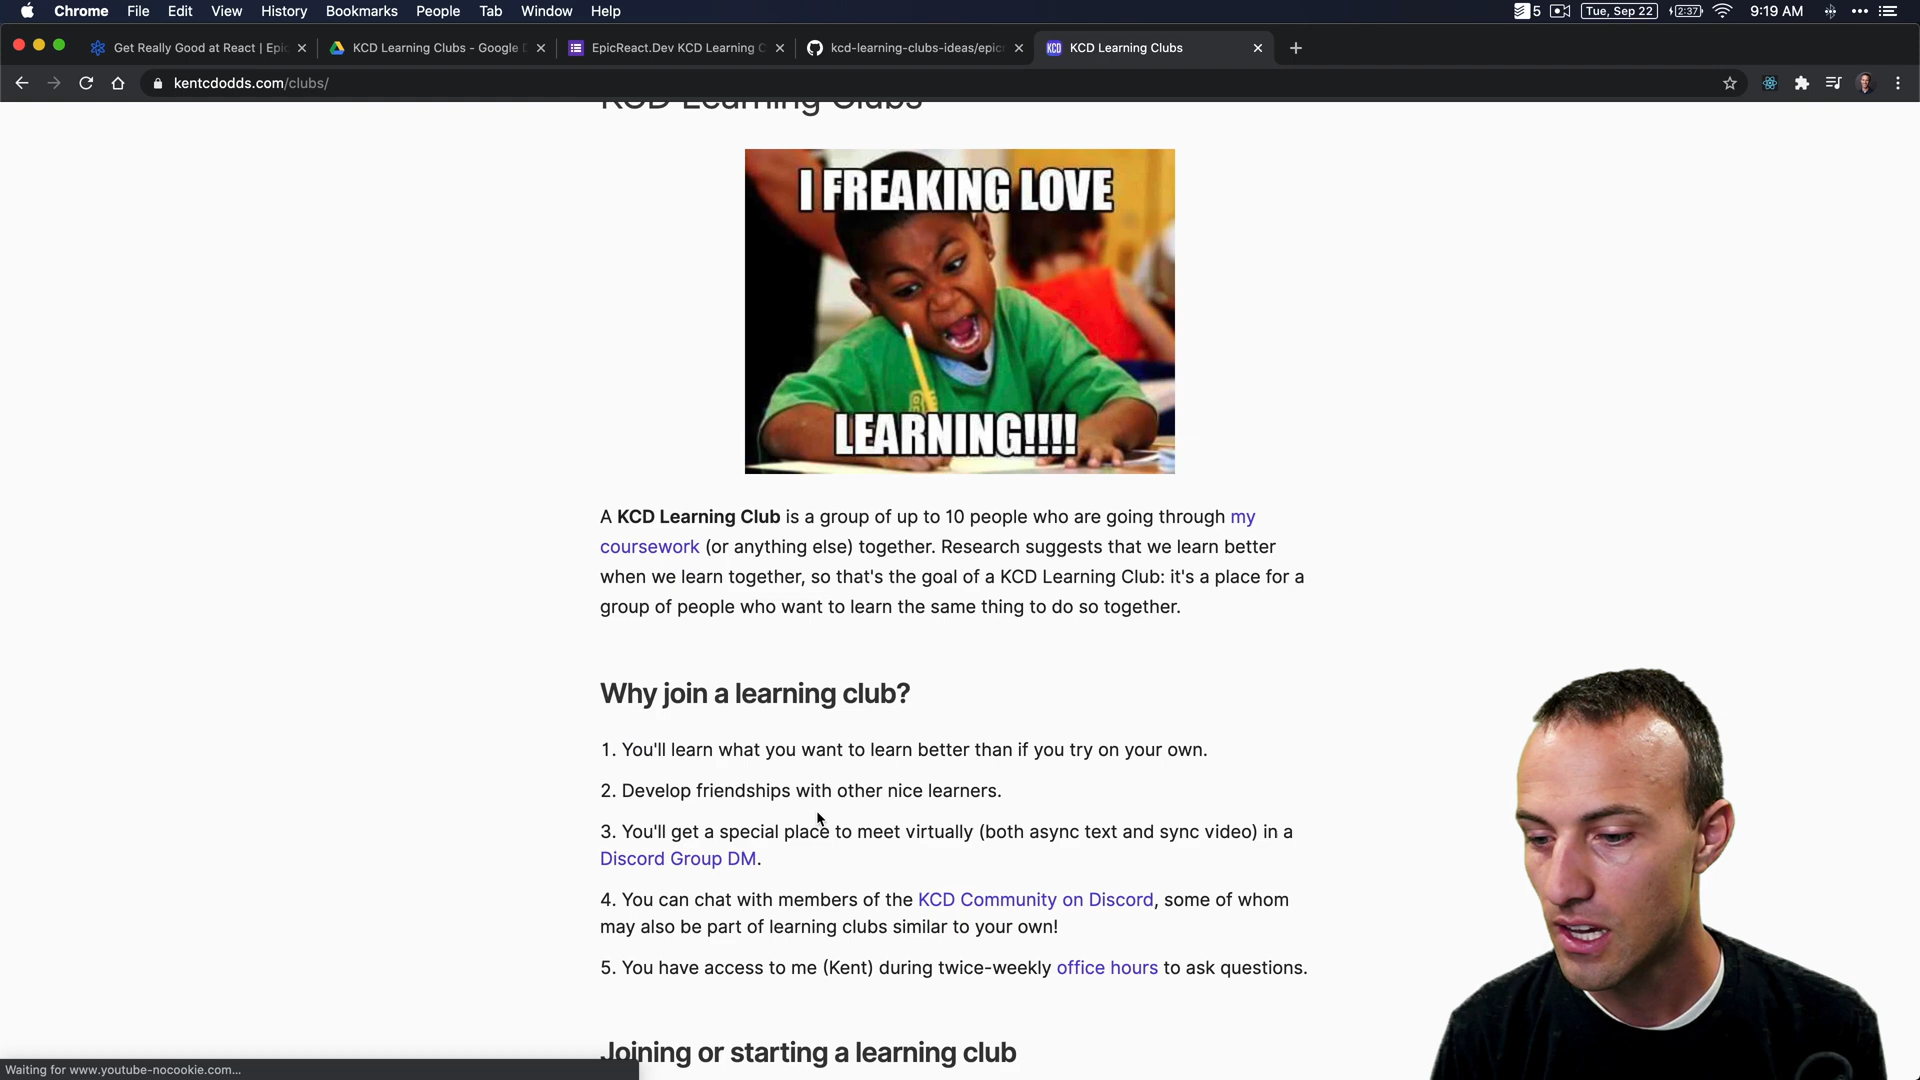 Chrome File Edit View History Bookmarks People Tab Window Help 5 Tue, Sep 22 2:37 9:19 AM
Get Really Good at React | Epic KCD Learning Clubs - Google D EpicReact.Dev KCD Learning C kcd-learning-clubs-ideas/epicr KCD KCD Learning Clubs
kentcdodds.com/clubs/
KCD Learning Clubs
I FREAKING LOVE
LEARNING!!!!
A KCD Learning Club is a group of up to 10 people who are going through my
coursework (or anything else) together. Research suggests that we learn better
when we learn together, so that's the goal of a KCD Learning Club: it's a place for a
group of people who want to learn the same thing to do so together.
Why join a learning club?
1. You'll learn what you want to learn better than if you try on your own.
2. Develop friendships with other nice learners.
3. You'll get a special place to meet virtually (both async text and sync video) in a
Discord Group DM.
4. You can chat with members of the KCD Community on Discord, some of whom
may also be part of learning clubs similar to your own!
5. You have access to me (Kent) during twice-weekly office hours to ask questions.
Joining or starting a learning club
Waiting for www.youtube-nocookie.com...